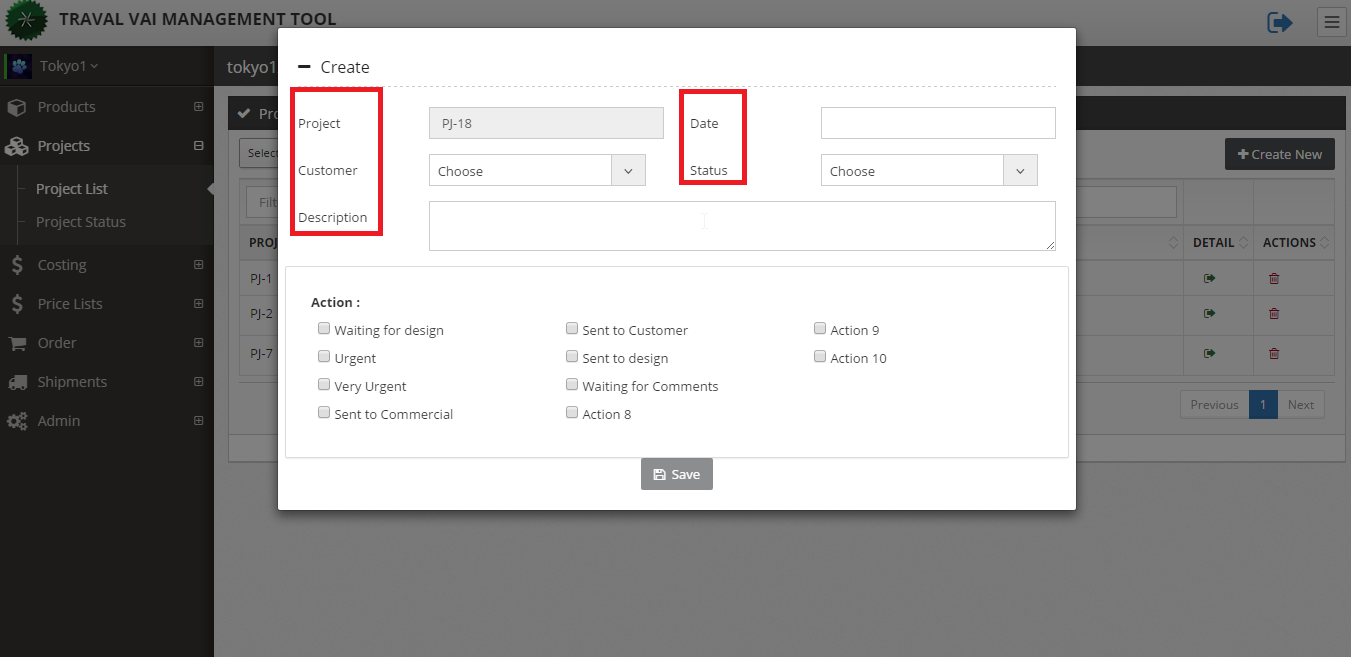 TRAVAL VAI MANAGEMENT TOOL
Tokyo1
tokyo1
Products
Projects
Project List
Project Status
Costing
Price Lists
Order
Shipments
Admin
Create
Project PJ-18 Date
Customer Choose Status Choose
Description
Action :
Waiting for design Sent to Customer Action 9
Urgent Sent to design Action 10
Very Urgent Waiting for Comments
Sent to Commercial Action 8
Save
Pro
Select
Create New
Filt
PROJ DETAIL ACTIONS
PJ-1
PJ-2
PJ-7
Previous 1 Next